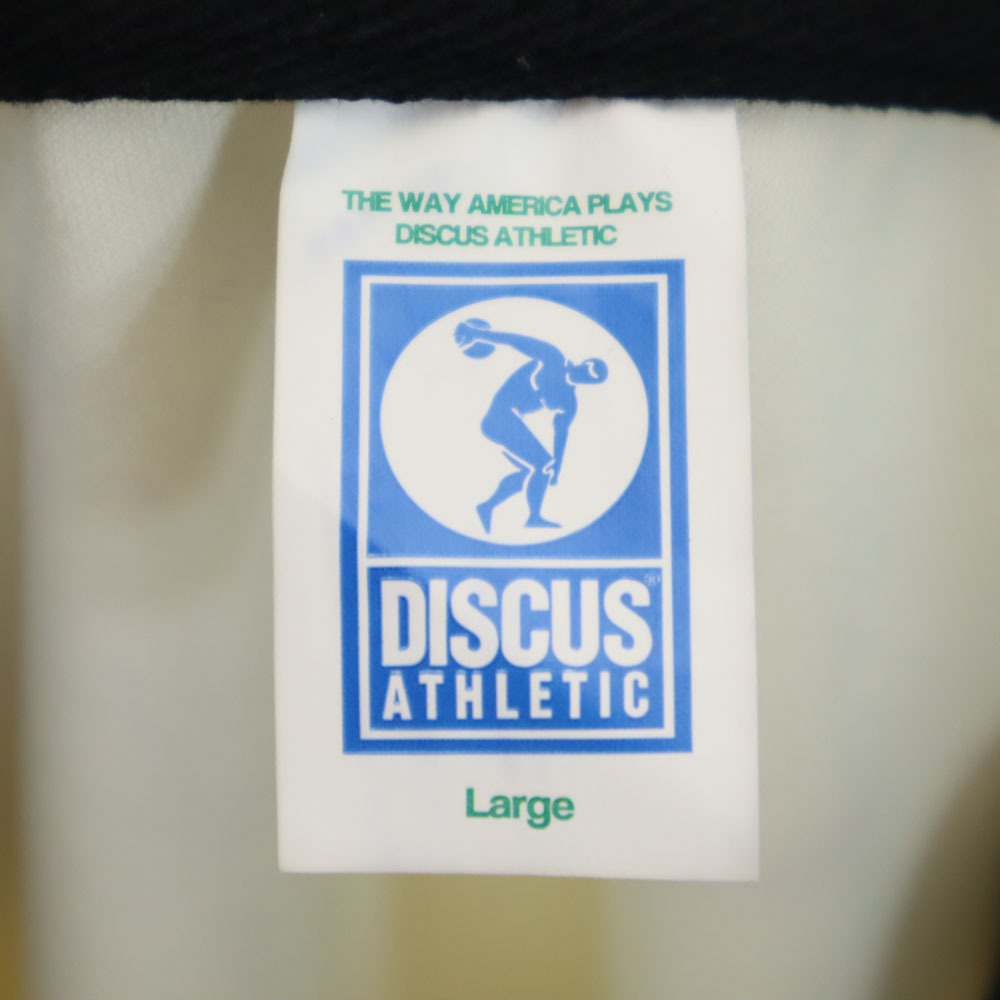 THE WAY AMERICA PLAYS
DISCUS ATHLETIC
DISCUS®
ATHLETIC
Large